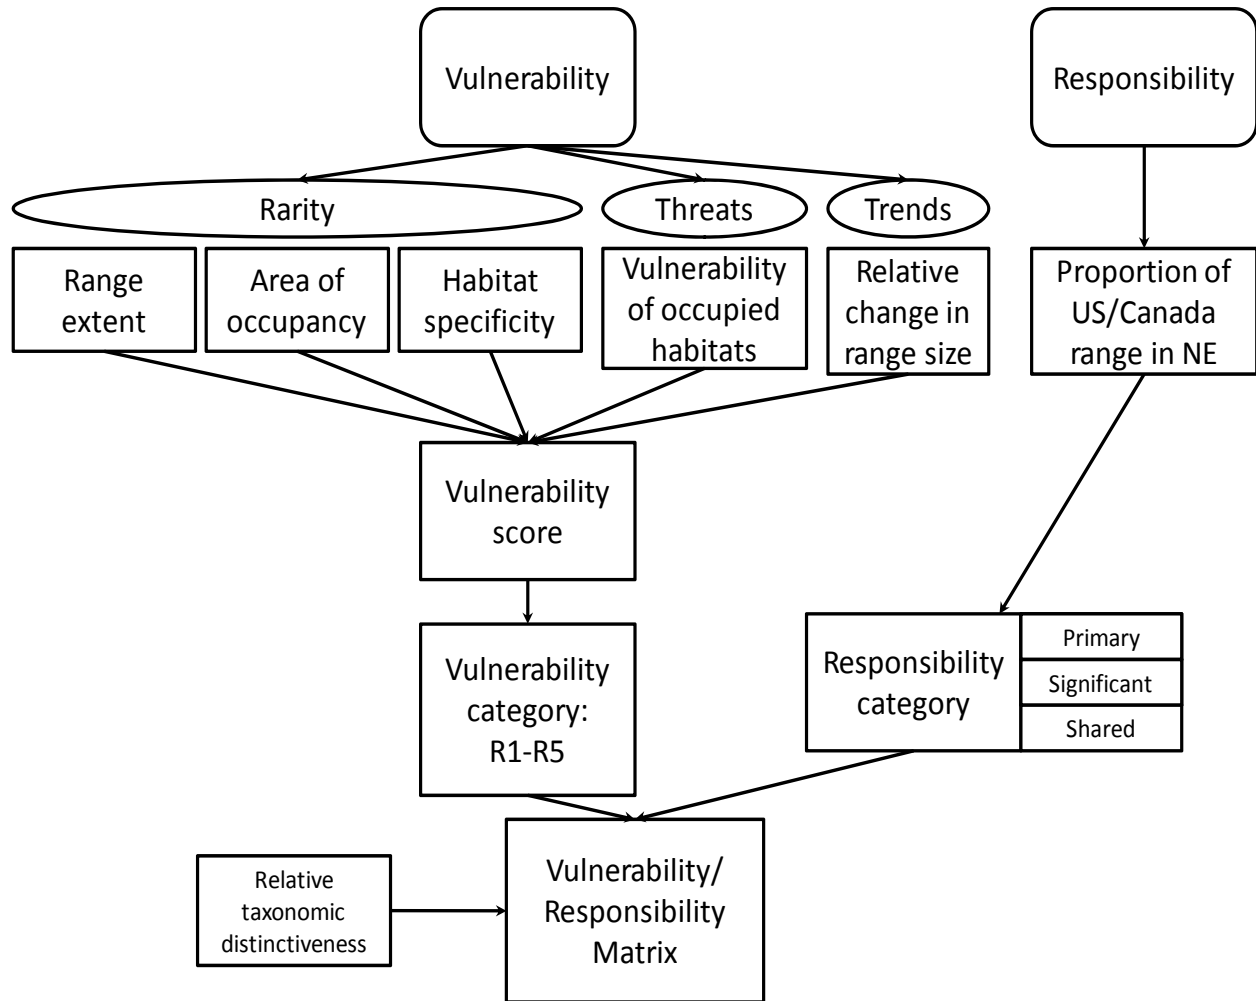 Vulnerability
Responsibility
Rarity
Threats
Trends
Range
extent
Area of
occupancy
Habitat
specificity
Vulnerability
of occupied
habitats
Relative
change in
range size
Proportion of
US/Canada
range in NE
Vulnerability
score
Vulnerability
category:
R1-R5
Responsibility
category
Primary
Significant
Shared
Relative
taxonomic
distinctiveness
Vulnerability/
Responsibility
Matrix